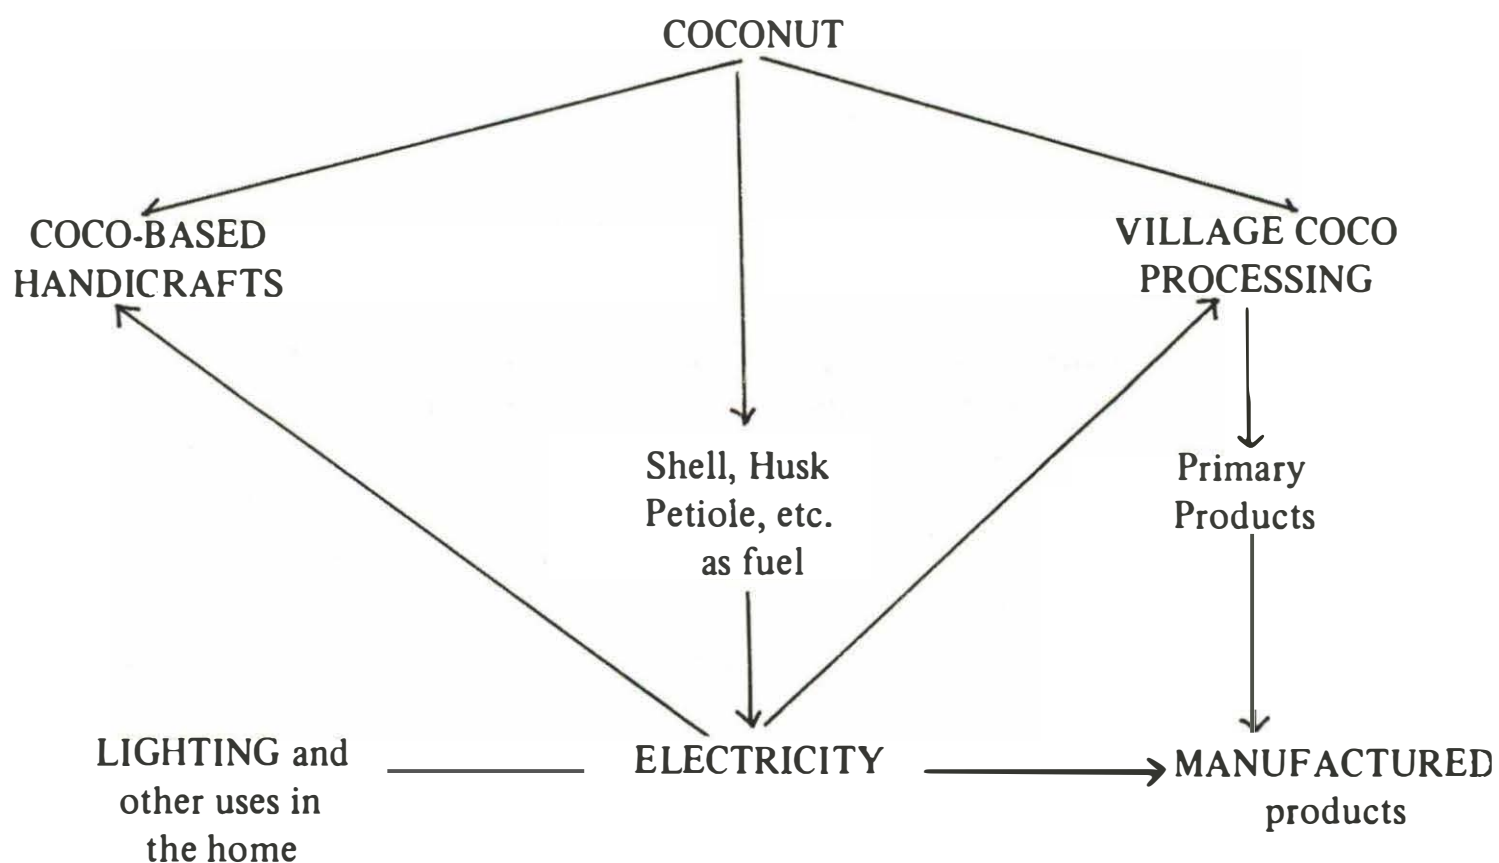 COCONUT
COCO-BASED
HANDICRAFTS
VILLAGE COCO
PROCESSING
Shell, Husk
Petiole, etc.
as fuel
Primary
Products
LIGHTING and
other uses in
the home
ELECTRICITY
MANUFACTURED
products